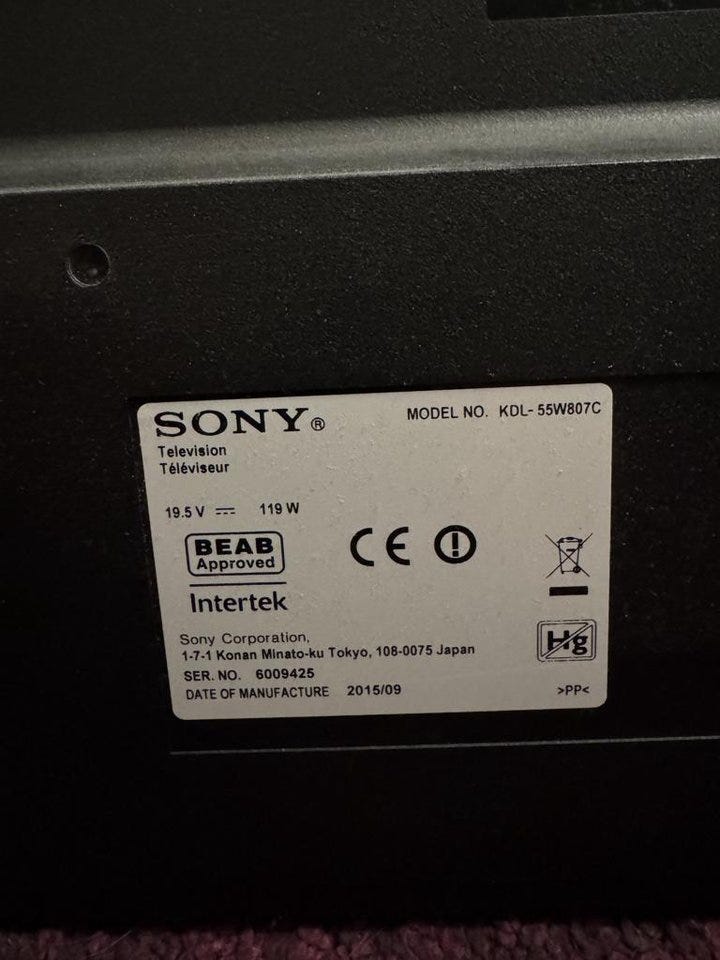 SONY®
MODEL NO. KDL-55W807C
Television
Téléviseur
19.5 V ⎓ 119 W
BEAB
Approved
Intertek
CE
Hg
Sony Corporation,
1-7-1 Konan Minato-ku Tokyo, 108-0075 Japan
SER. NO. 6009425
DATE OF MANUFACTURE 2015/09
>PP<